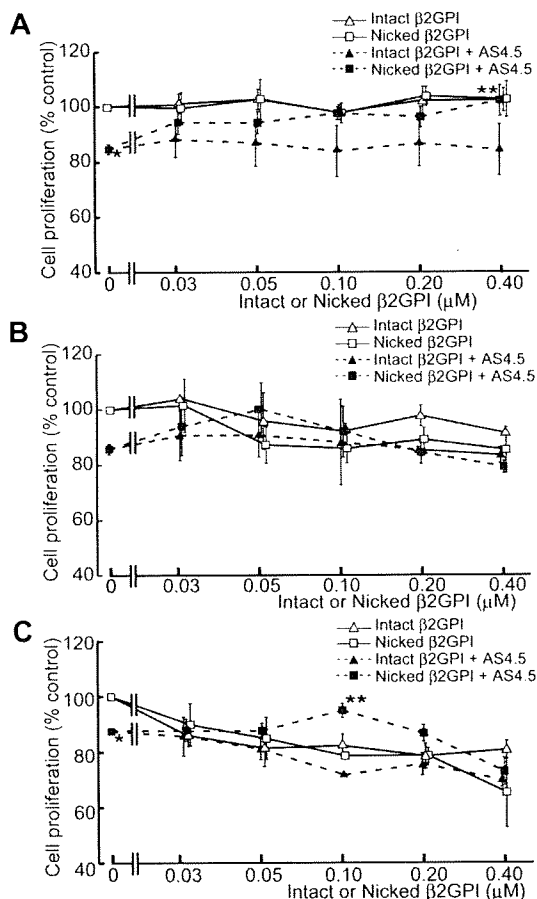 A
Intact β2GPI
Nicked β2GPI
Intact β2GPI + AS4.5
Nicked β2GPI + AS4.5
Cell proliferation (% control)
120
100
80
60
40
*
**
0
0.03
0.05
0.10
0.20
0.40
Intact or Nicked β2GPI (μM)
B
Intact β2GPI
Nicked β2GPI
Intact β2GPI + AS4.5
Nicked β2GPI + AS4.5
Cell proliferation (% control)
120
100
80
60
40
0
0.03
0.05
0.10
0.20
0.40
Intact or Nicked β2GPI (μM)
C
Intact β2GPI
Nicked β2GPI
Intact β2GPI + AS4.5
Nicked β2GPI + AS4.5
Cell proliferation (% control)
120
100
80
60
40
*
**
0
0.03
0.05
0.10
0.20
0.40
Intact or Nicked β2GPI (μM)